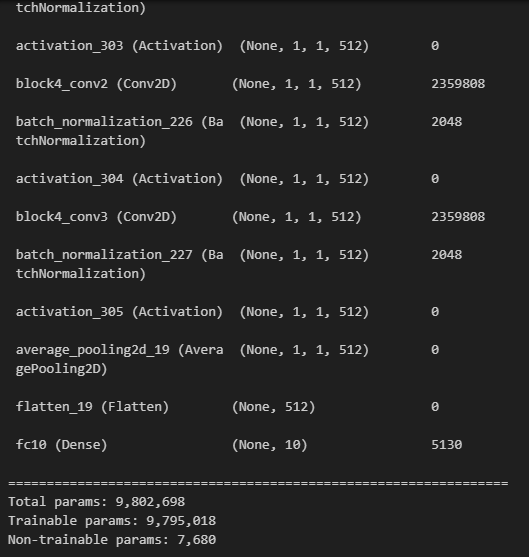 tchNormalization)
activation_303 (Activation) (None, 1, 1, 512) 0
block4_conv2 (Conv2D) (None, 1, 1, 512) 2359808
batch_normalization_226 (Ba (None, 1, 1, 512) 2048
tchNormalization)
activation_304 (Activation) (None, 1, 1, 512) 0
block4_conv3 (Conv2D) (None, 1, 1, 512) 2359808
batch_normalization_227 (Ba (None, 1, 1, 512) 2048
tchNormalization)
activation_305 (Activation) (None, 1, 1, 512) 0
average_pooling2d_19 (Avera (None, 1, 1, 512) 0
gePooling2D)
flatten_19 (Flatten) (None, 512) 0
fc10 (Dense) (None, 10) 5130
=================================================================
Total params: 9,802,698
Trainable params: 9,795,018
Non-trainable params: 7,680